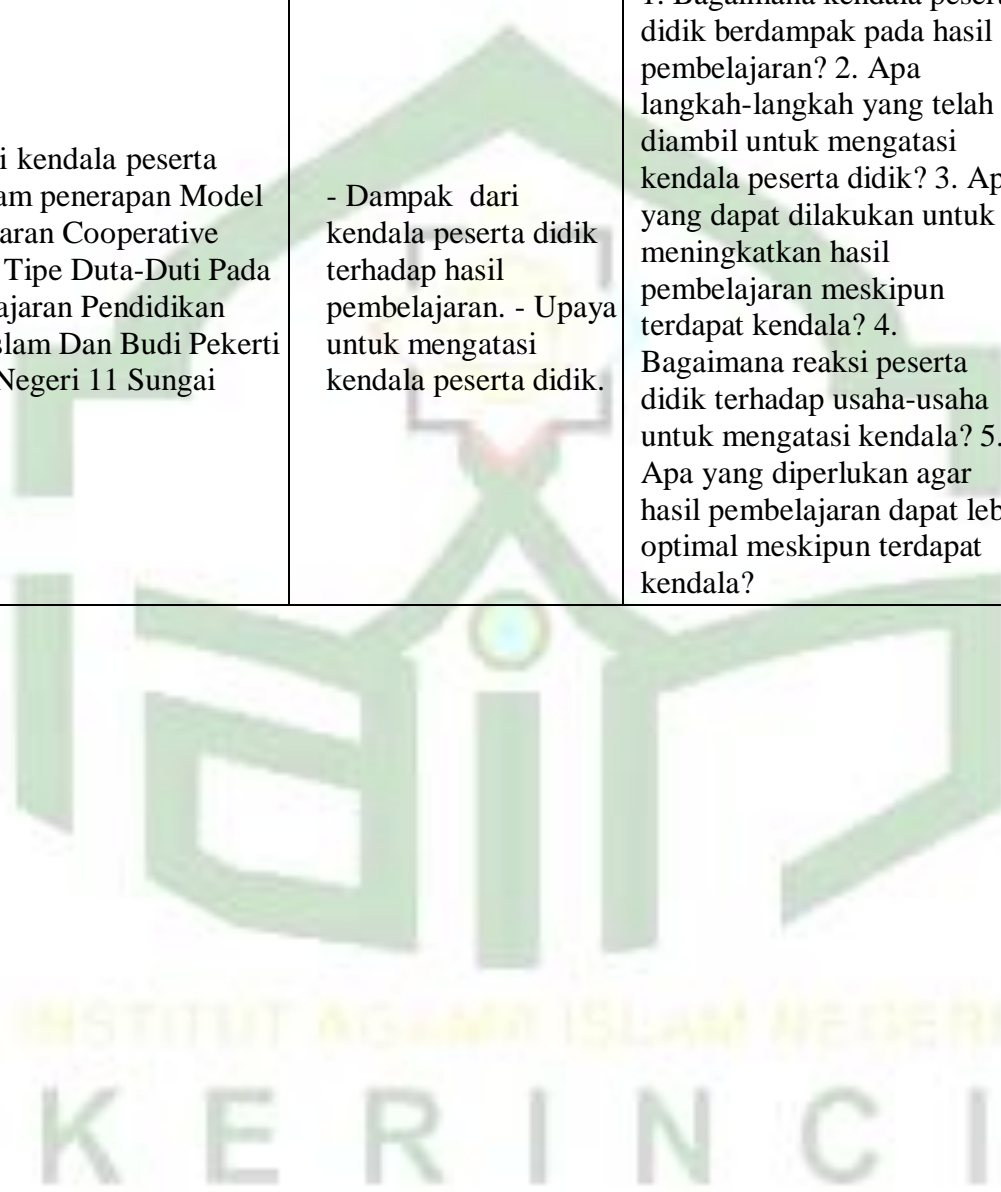 i kendala peserta
am penerapan Model
aran Cooperative
Tipe Duta-Duti Pada
ajaran Pendidikan
slam Dan Budi Pekerti
Negeri 11 Sungai
- Dampak dari
kendala peserta didik
terhadap hasil
pembelajaran. - Upaya
untuk mengatasi
kendala peserta didik.
1. Bagaimana kendala peserta
didik berdampak pada hasil
pembelajaran? 2. Apa
langkah-langkah yang telah
diambil untuk mengatasi
kendala peserta didik? 3. Ap
yang dapat dilakukan untuk
meningkatkan hasil
pembelajaran meskipun
terdapat kendala? 4.
Bagaimana reaksi peserta
didik terhadap usaha-usaha
untuk mengatasi kendala? 5.
Apa yang diperlukan agar
hasil pembelajaran dapat leb
optimal meskipun terdapat
kendala?
iain
INSTITUT AGAMA ISLAM NEGERI
KERINCI